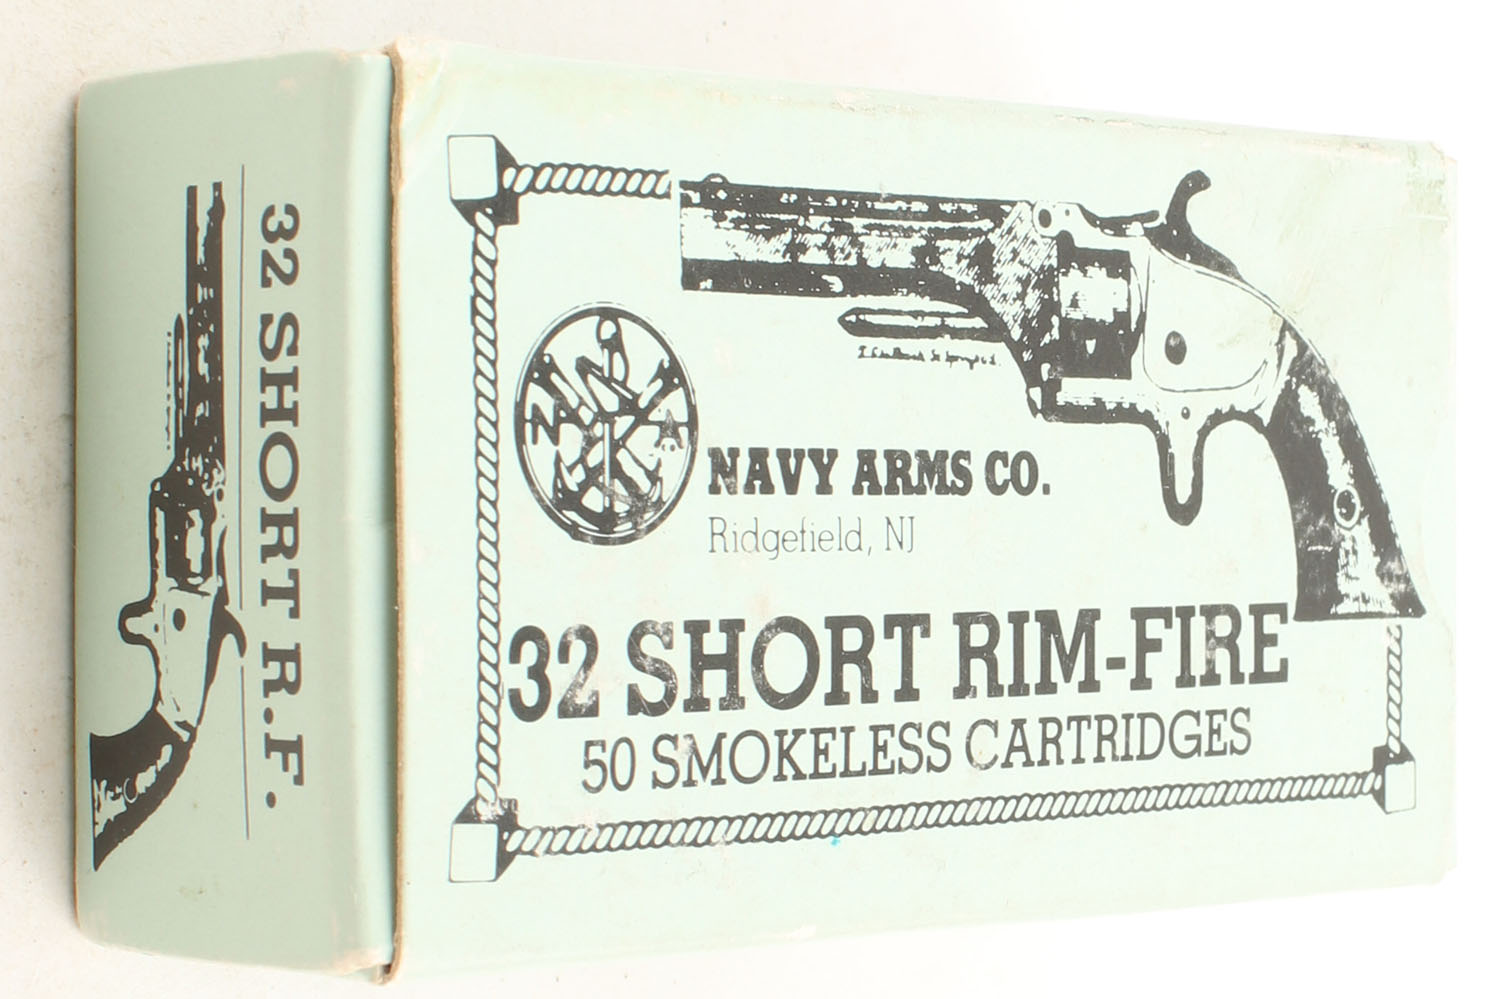 32 SHORT R.F.
NAVY ARMS CO.
Ridgefield, NJ
32 SHORT RIM-FIRE
50 SMOKELESS CARTRIDGES